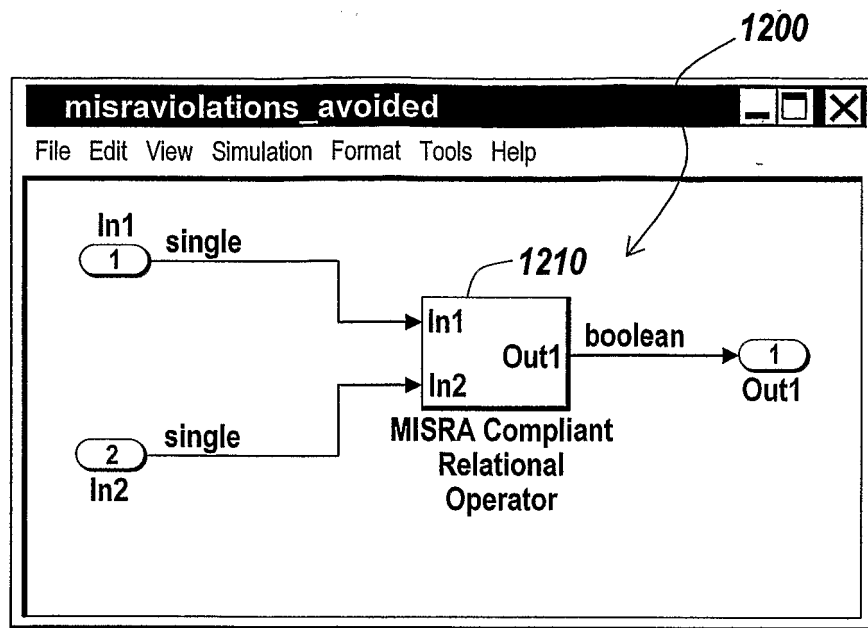 1200
misraviolations_avoided
File Edit View Simulation Format Tools Help
In1
1
single
1210
In1
In2
Out1
boolean
1
Out1
single
2
In2
MISRA Compliant
Relational
Operator